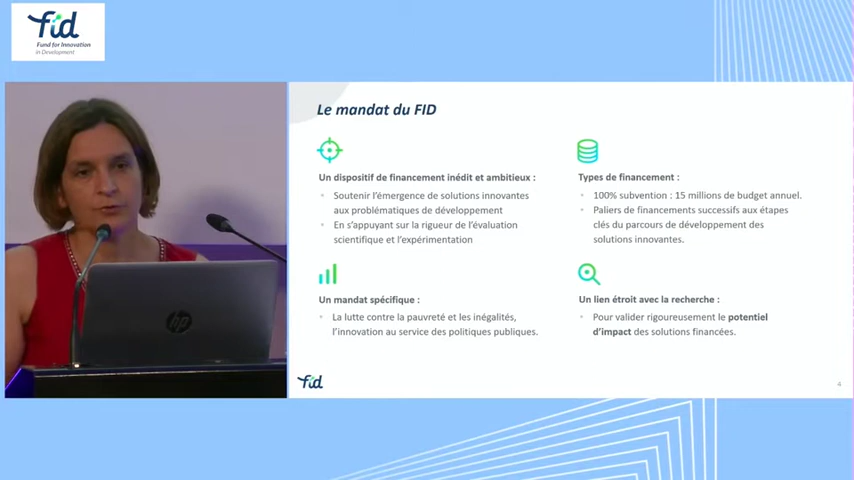 fid
Fund for Innovation
in Development
Le mandat du FID
Un dispositif de financement inédit et ambitieux :
• Soutenir l'émergence de solutions innovantes
aux problématiques de développement
• En s'appuyant sur la rigueur de l'évaluation
scientifique et l'expérimentation
Types de financement :
• 100% subvention : 15 millions de budget annuel.
• Paliers de financements successifs aux étapes
clés du parcours de développement des
solutions innovantes.
Un mandat spécifique :
• La lutte contre la pauvreté et les inégalités,
l'innovation au service des politiques publiques.
Un lien étroit avec la recherche :
• Pour valider rigoureusement le potentiel
d'impact des solutions financées.
hp
fid
4